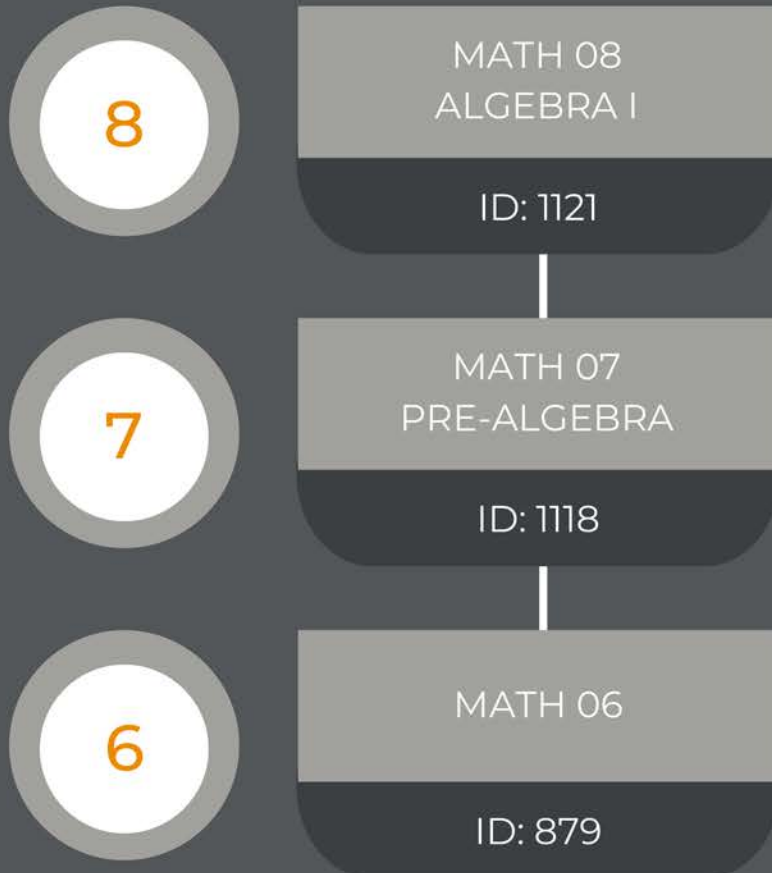 8
MATH 08
ALGEBRA I
ID: 1121
7
MATH 07
PRE-ALGEBRA
ID: 1118
6
MATH 06
ID: 879